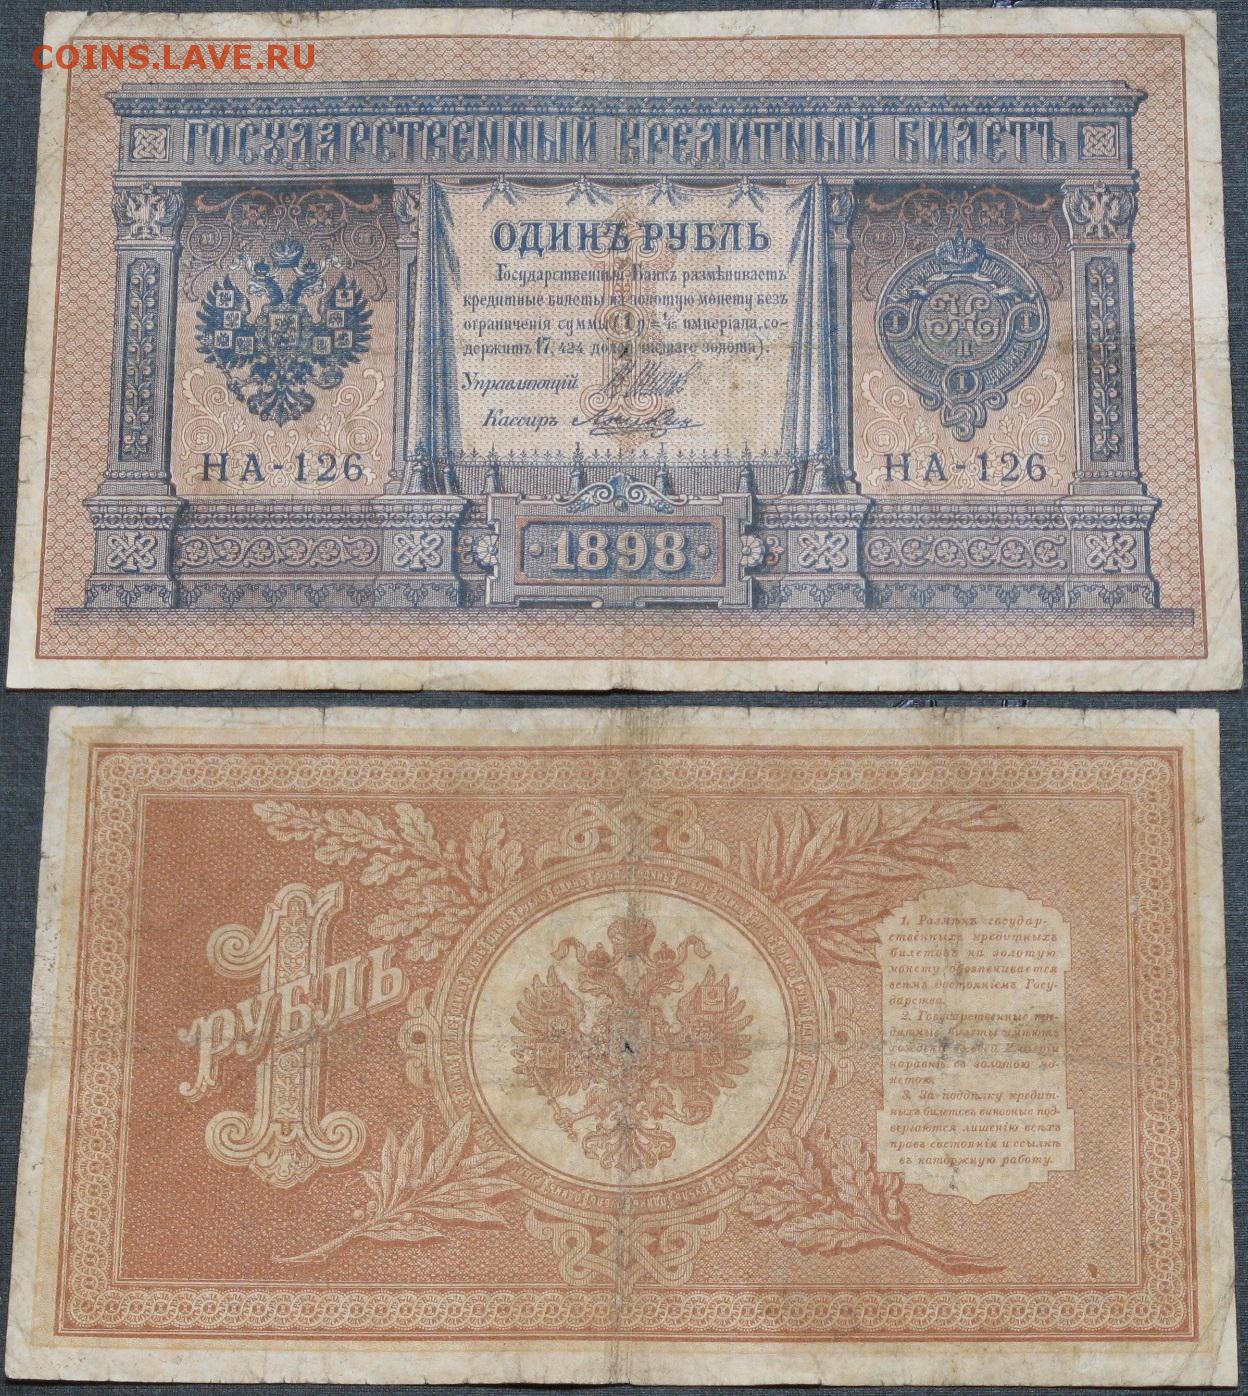 COINS.LAVE.RU
ГОСУДАРСТВЕННЫЙ КРЕДИТНЫЙ БИЛЕТЪ
ОДИНЪ РУБЛЬ
Государственный Банкъ размѣниваетъ
кредитные билеты на золотую монету безъ
ограниченія суммы (1 р.= 1/15 имперіала, со-
держитъ 17,424 долей чистаго золота).
Управляющій
Кассиръ
НА-126
НА-126
1898
1 РУБЛЬ
1. Размѣнъ государ-
ственныхъ кредитныхъ
билетовъ на золотую
монету обезпечивается
всѣмъ достояніемъ Госу-
дарства.
2. Государственные кре-
дитные билеты имѣютъ
хожденіе во всей Имперіи
наравнѣ съ золотою мо-
нетою.
3. За поддѣлку кредит-
ныхъ билетовъ виновные под-
вергаются лишенію всѣхъ
правъ состоянія и ссылкѣ
въ каторжную работу.